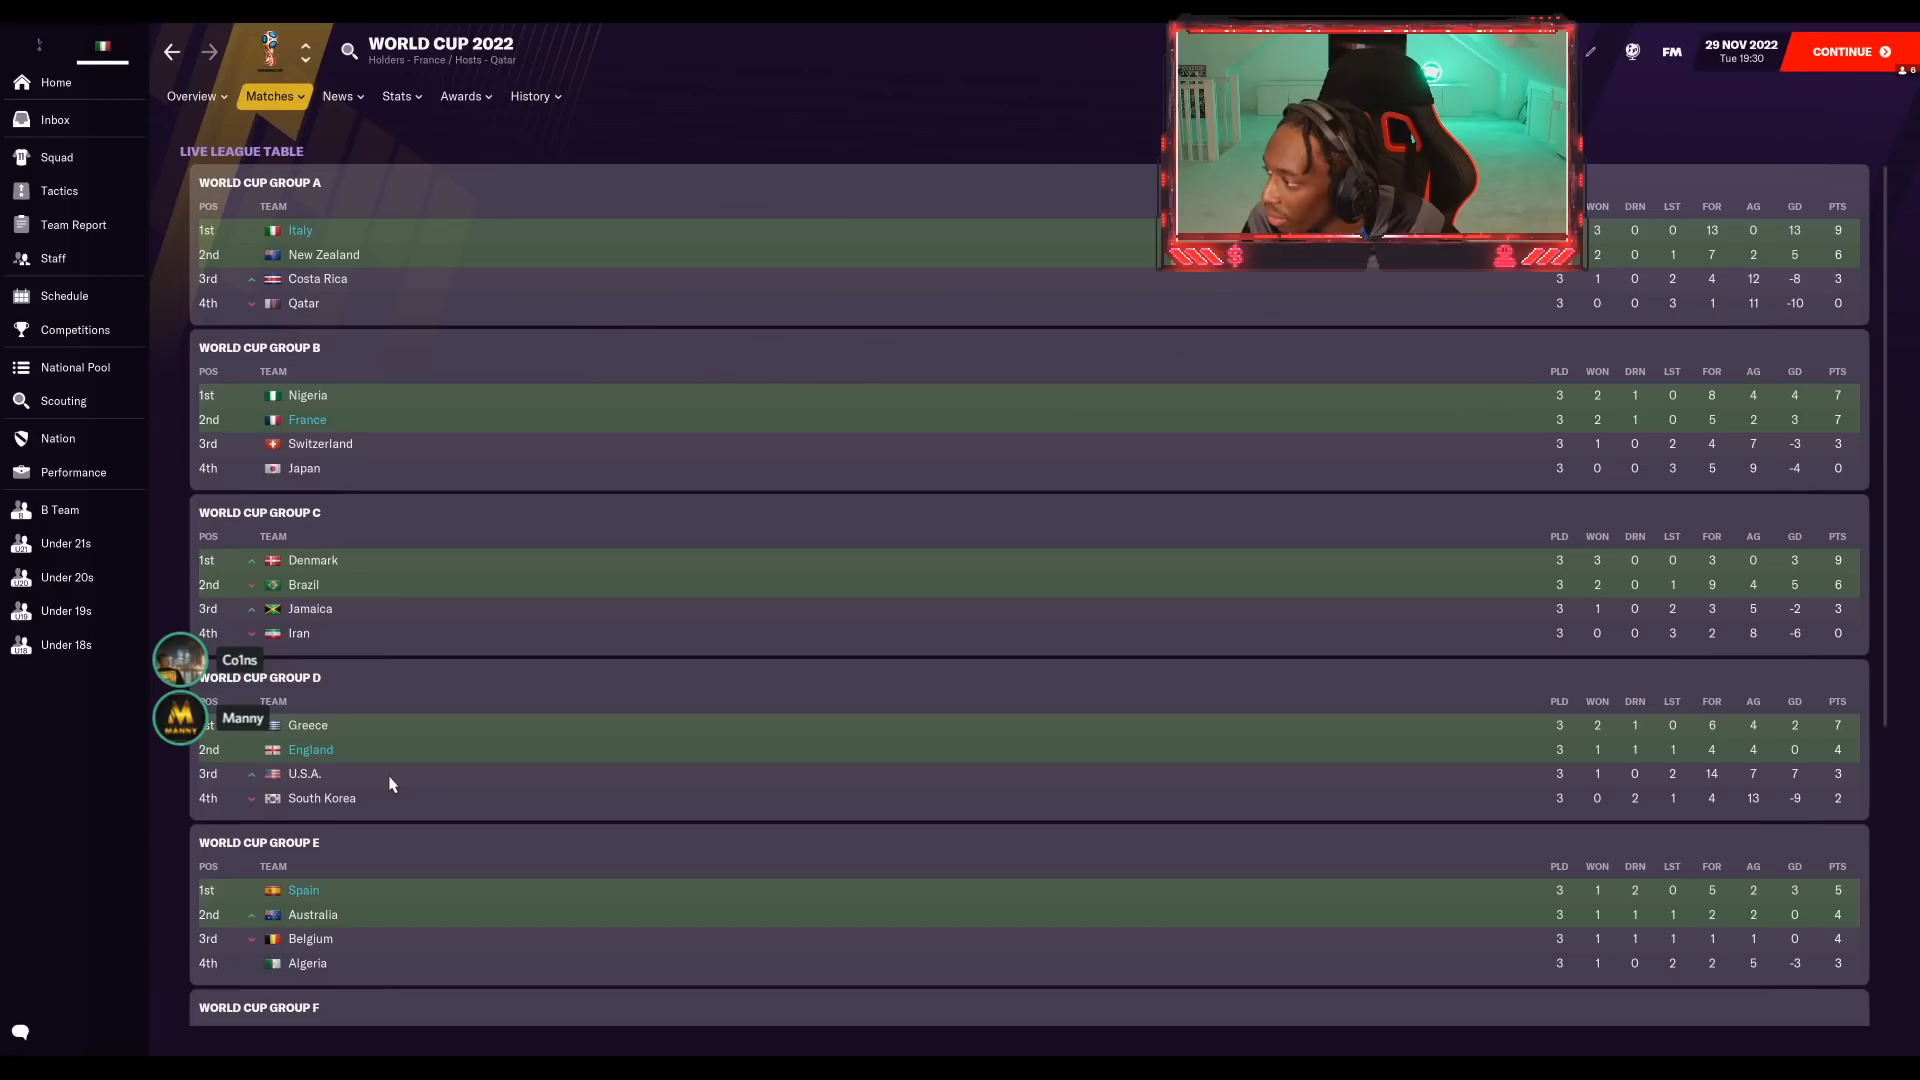 WORLD CUP 2022
Holders - France / Hosts - Qatar
FM
29 NOV 2022
Tue 19:30
CONTINUE
6
Overview
Matches
News
Stats
Awards
History
Home
Inbox
Squad
Tactics
Team Report
Staff
Schedule
Competitions
National Pool
Scouting
Nation
Performance
B Team
Under 21s
Under 20s
Under 19s
Under 18s
LIVE LEAGUE TABLE
WORLD CUP GROUP A
POS TEAM WON DRN LST FOR AG GD PTS
1st Italy 3 0 0 13 0 13 9
2nd New Zealand 2 0 1 7 2 5 6
3rd Costa Rica 3 1 0 2 4 12 -8 3
4th Qatar 3 0 0 3 1 11 -10 0
WORLD CUP GROUP B
POS TEAM PLD WON DRN LST FOR AG GD PTS
1st Nigeria 3 2 1 0 8 4 4 7
2nd France 3 2 1 0 5 2 3 7
3rd Switzerland 3 1 0 2 4 7 -3 3
4th Japan 3 0 0 3 5 9 -4 0
WORLD CUP GROUP C
POS TEAM PLD WON DRN LST FOR AG GD PTS
1st Denmark 3 3 0 0 3 0 3 9
2nd Brazil 3 2 0 1 9 4 5 6
3rd Jamaica 3 1 0 2 3 5 -2 3
4th Iran 3 0 0 3 2 8 -6 0
Co1ns
WORLD CUP GROUP D
POS TEAM PLD WON DRN LST FOR AG GD PTS
MANNY
Manny
st Greece 3 2 1 0 6 4 2 7
2nd England 3 1 1 1 4 4 0 4
3rd U.S.A. 3 1 0 2 14 7 7 3
4th South Korea 3 0 2 1 4 13 -9 2
WORLD CUP GROUP E
POS TEAM PLD WON DRN LST FOR AG GD PTS
1st Spain 3 1 2 0 5 2 3 5
2nd Australia 3 1 1 1 2 2 0 4
3rd Belgium 3 1 1 1 1 1 0 4
4th Algeria 3 1 0 2 2 5 -3 3
WORLD CUP GROUP F